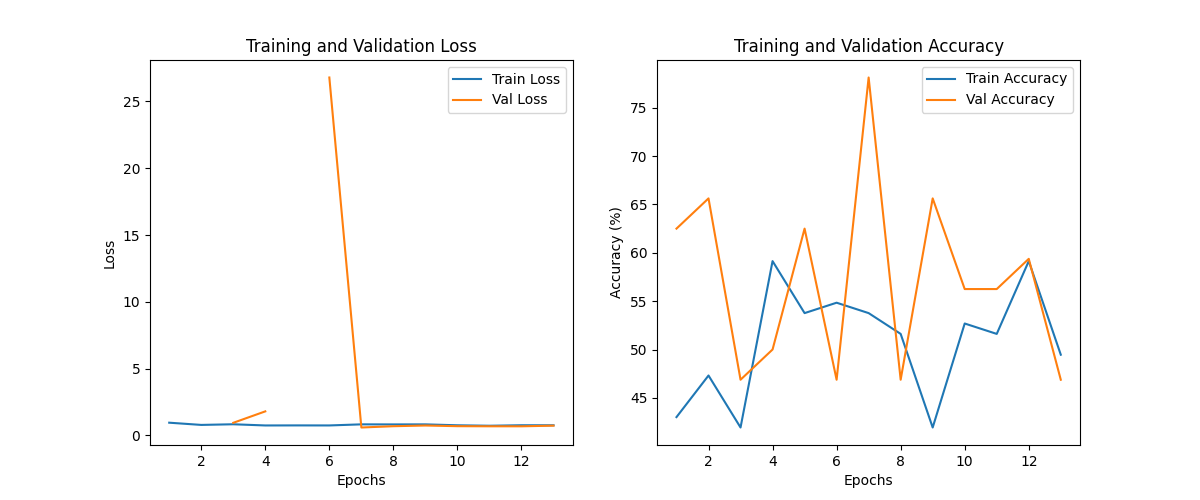 Training and Validation Loss
Train Loss
Val Loss
25
20
15
10
5
0
Loss
2
4
6
8
10
12
Epochs
Training and Validation Accuracy
Train Accuracy
Val Accuracy
75
70
65
60
55
50
45
Accuracy (%)
2
4
6
8
10
12
Epochs